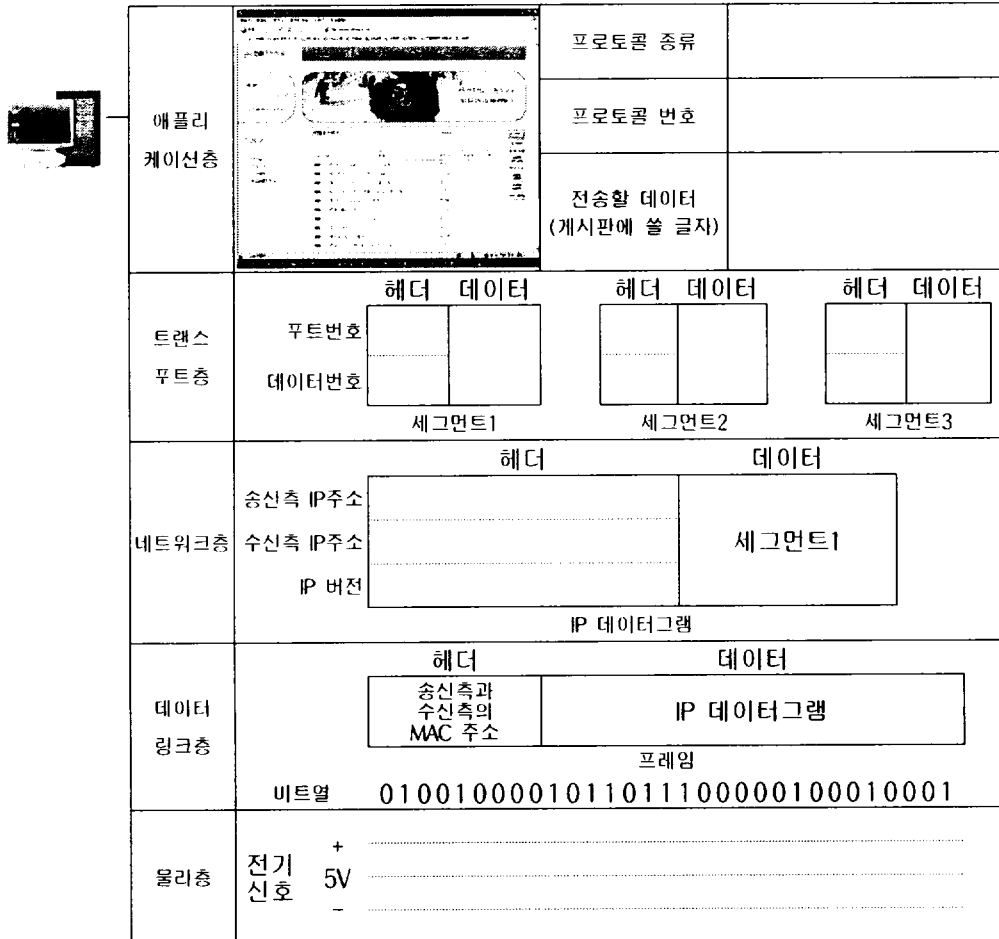 애플리
케이션층
프로토콜 종류
프로토콜 번호
전송할 데이터
(게시판에 쓸 글자)
트랜스
포트층
헤더 데이터
헤더 데이터
헤더 데이터
포트번호
데이터번호
세그먼트1
세그먼트2
세그먼트3
네트워크층
헤더
데이터
송신측 IP주소
수신측 IP주소
IP 버전
세그먼트1
IP 데이터그램
데이터
링크층
헤더
데이터
송신측과
수신측의
MAC 주소
IP 데이터그램
프레임
비트열
0100100001011011100000100010001
물리층
전기
신호
+
5V
−